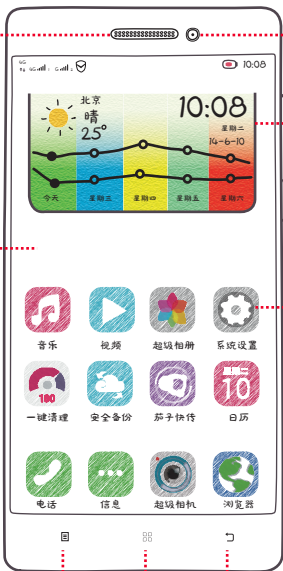 4G
4G G 10:08
北京
晴
25°
10:08
星期二
14-6-10
今天 星期三 星期四 星期五 星期六
音乐 视频 超级相册 系统设置
100
10
一键清理 安全备份 茄子快传 日历
电话 信息 超级相机 浏览器